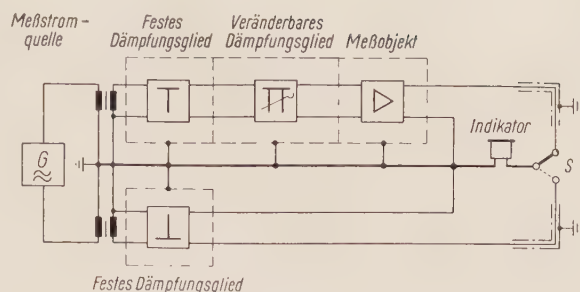 Meßstrom-
quelle
Festes
Dämpfungsglied
Veränderbares
Dämpfungsglied
Meßobjekt
G
Indikator
S
Festes Dämpfungsglied